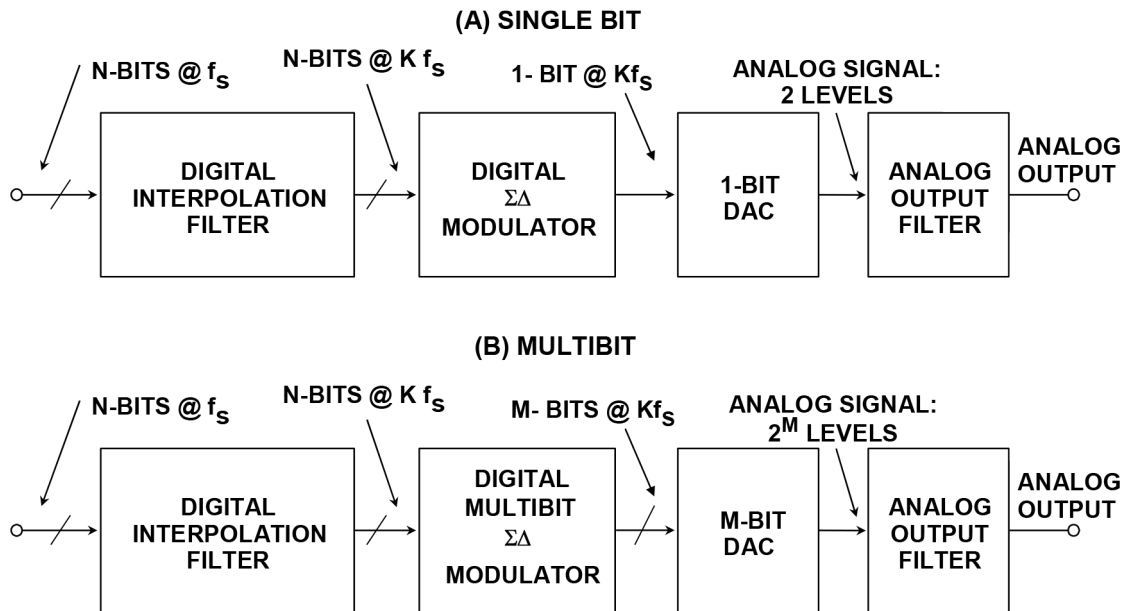 (A) SINGLE BIT
N-BITS @ fS
N-BITS @ K fS
1- BIT @ KfS
ANALOG SIGNAL:
2 LEVELS
DIGITAL
INTERPOLATION
FILTER
DIGITAL
ΣΔ
MODULATOR
1-BIT
DAC
ANALOG
OUTPUT
FILTER
ANALOG
OUTPUT
(B) MULTIBIT
N-BITS @ fS
N-BITS @ K fS
M- BITS @ KfS
ANALOG SIGNAL:
2^M LEVELS
DIGITAL
INTERPOLATION
FILTER
DIGITAL
MULTIBIT
ΣΔ
MODULATOR
M-BIT
DAC
ANALOG
OUTPUT
FILTER
ANALOG
OUTPUT